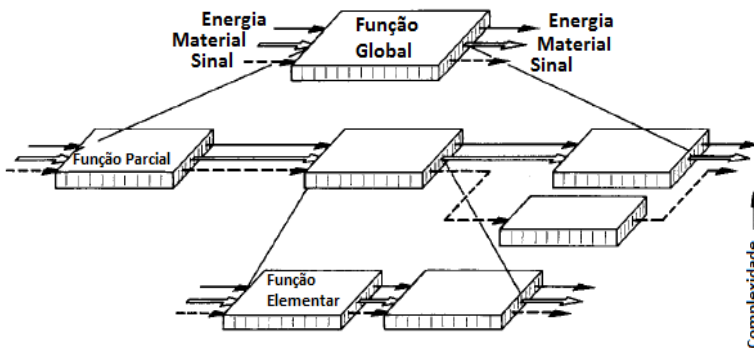 Energia
Material
Sinal
Função
Global
Energia
Material
Sinal
Função Parcial
Função
Elementar
Complexidade